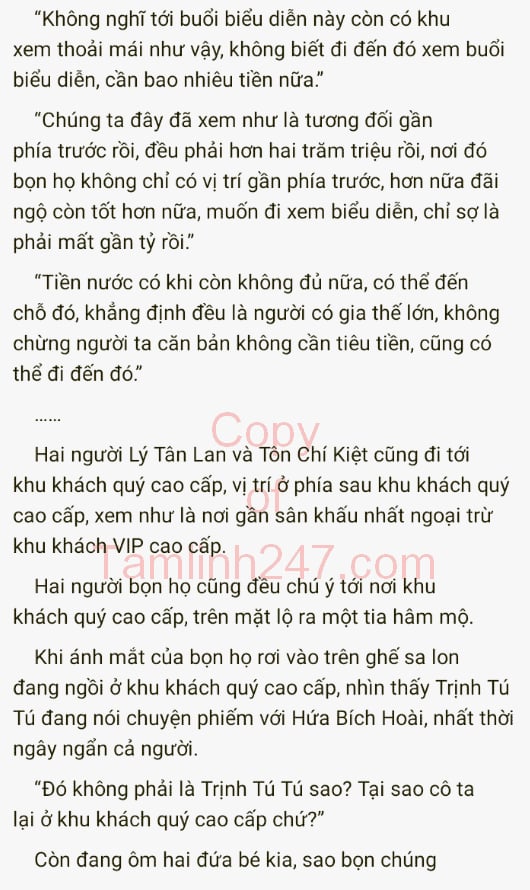 “Không nghĩ tới buổi biểu diễn này còn có khu
xem thoải mái như vậy, không biết đi đến đó xem buổi
biểu diễn, cần bao nhiêu tiền nữa.”
“Chúng ta đây đã xem như là tương đối gần
phía trước rồi, đều phải hơn hai trăm triệu rồi, nơi đó
bọn họ không chỉ có vị trí gần phía trước, hơn nữa đãi
ngộ còn tốt hơn nữa, muốn đi xem biểu diễn, chỉ sợ là
phải mất gần tỷ rồi.”
“Tiền nước có khi còn không đủ nữa, có thể đến
chỗ đó, khẳng định đều là người có gia thế lớn, không
chừng người ta căn bản không cần tiêu tiền, cũng có
thể đi đến đó.”
......
Copy
Hai người Lý Tân Lan và Tôn Chí Kiệt cũng đi tới
khu khách quý cao cấp, vị trí ở phía sau khu khách quý
of
cao cấp, xem như là nơi gần sân khấu nhất ngoại trừ
khu khách VIP cao cấp.
Tamlinh247.com
Hai người bọn họ cũng đều chú ý tới nơi khu
khách quý cao cấp, trên mặt lộ ra một tia hâm mộ.
Khi ánh mắt của bọn họ rơi vào trên ghế sa lon
đang ngồi ở khu khách quý cao cấp, nhìn thấy Trịnh Tú
Tú đang nói chuyện phiếm với Hứa Bích Hoài, nhất thời
ngây ngẩn cả người.
“Đó không phải là Trịnh Tú Tú sao? Tại sao cô ta
lại ở khu khách quý cao cấp chứ?”
Còn đang ôm hai đứa bé kia, sao bọn chúng